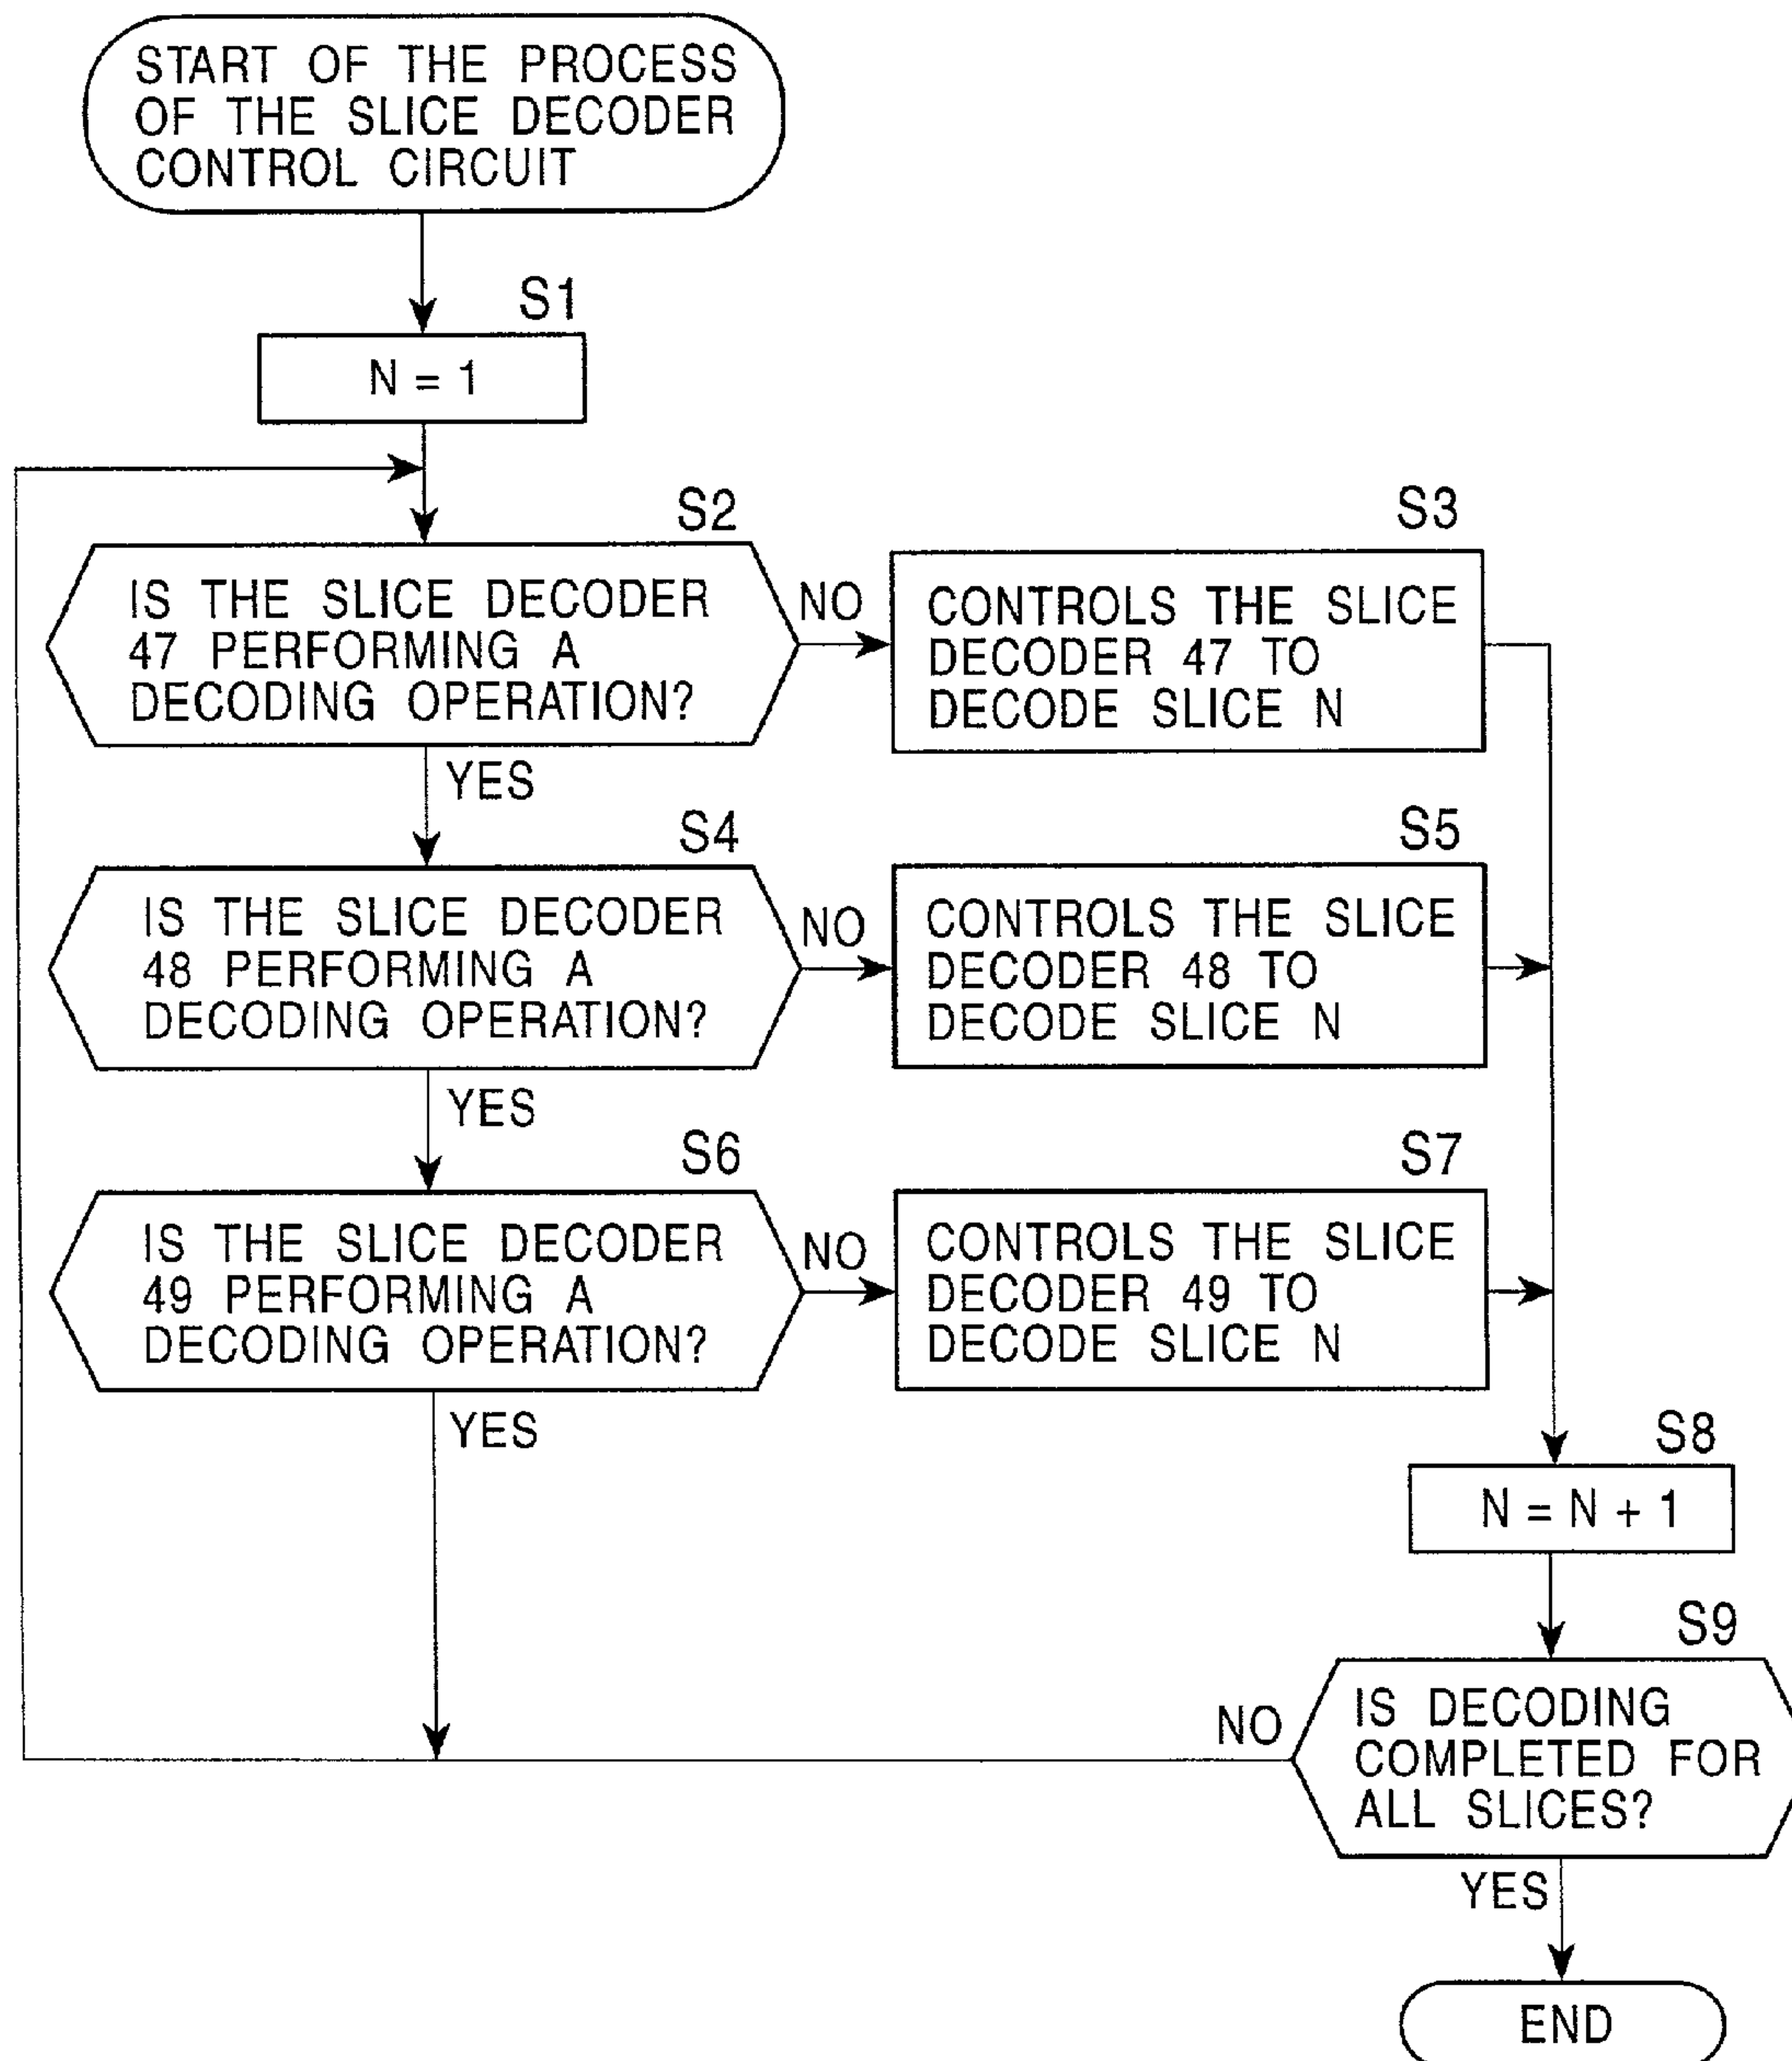 START OF THE PROCESS
OF THE SLICE DECODER
CONTROL CIRCUIT
S1
N = 1
S2
IS THE SLICE DECODER
47 PERFORMING A
DECODING OPERATION?
NO
S3
CONTROLS THE SLICE
DECODER 47 TO
DECODE SLICE N
YES
S4
IS THE SLICE DECODER
48 PERFORMING A
DECODING OPERATION?
NO
S5
CONTROLS THE SLICE
DECODER 48 TO
DECODE SLICE N
YES
S6
IS THE SLICE DECODER
49 PERFORMING A
DECODING OPERATION?
NO
S7
CONTROLS THE SLICE
DECODER 49 TO
DECODE SLICE N
YES
S8
N = N + 1
S9
IS DECODING
COMPLETED FOR
ALL SLICES?
NO
YES
END